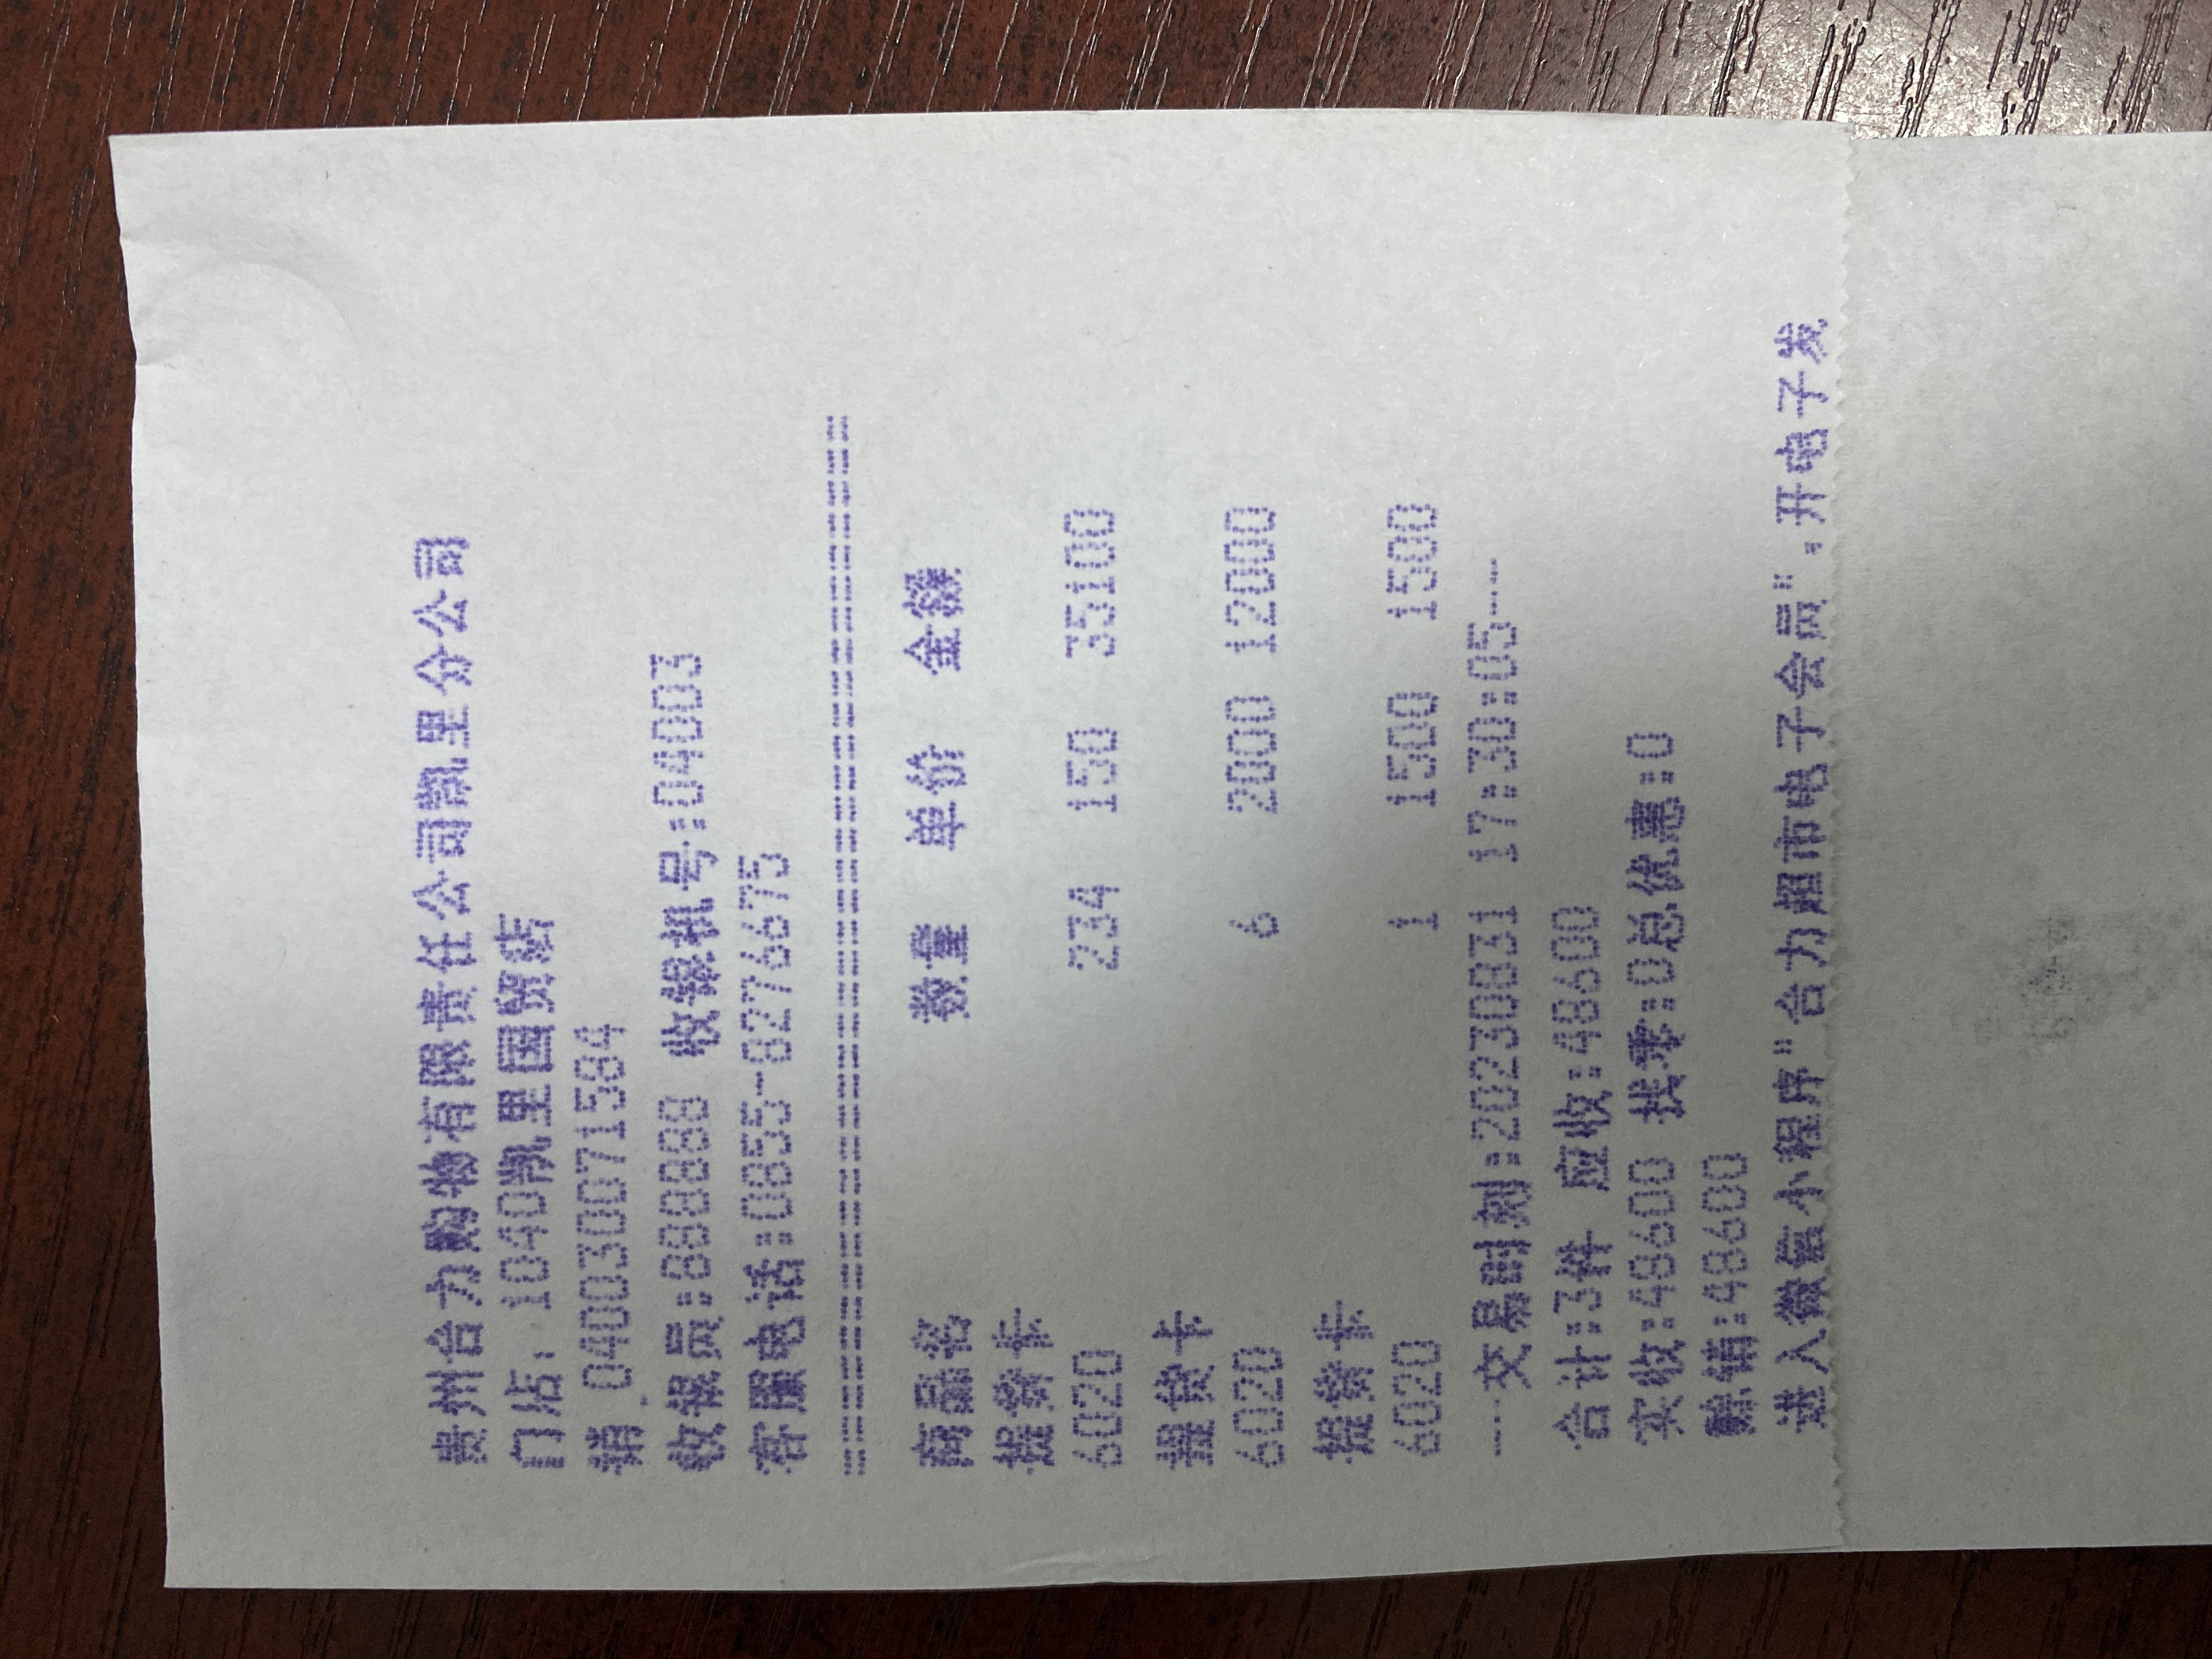 贵州合力购物有限责任公司凯里分公司
门店: 1040凯里国贸店
销 040030071584
收银员:888888 收银机号:04003
客服电话:0855-8276675
========================================
商品名 数量 单价 金额
提货卡
6020 234 150 35100
提货卡
6020 6 2000 12000
提货卡
6020 1 1500 1500
---交易时刻:20230831 17:30:05---
合计:3件 应收:48600
实收:48600 找零:0总优惠:0
赊销:48600
进入微信小程序"合力超市电子会员",开电子发